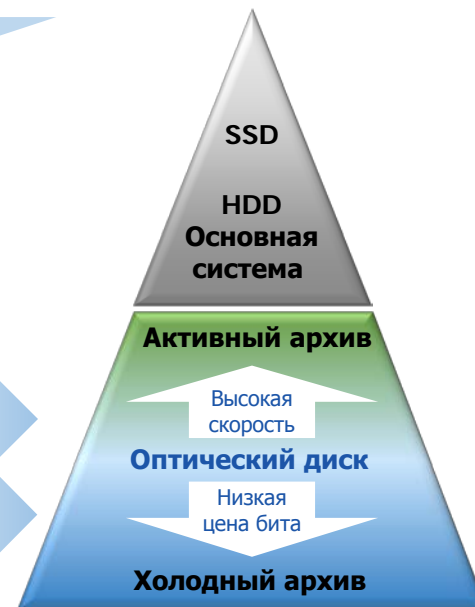 SSD
HDD
Основная
система
Активный архив
Высокая
скорость
Оптический диск
Низкая
цена бита
Холодный архив